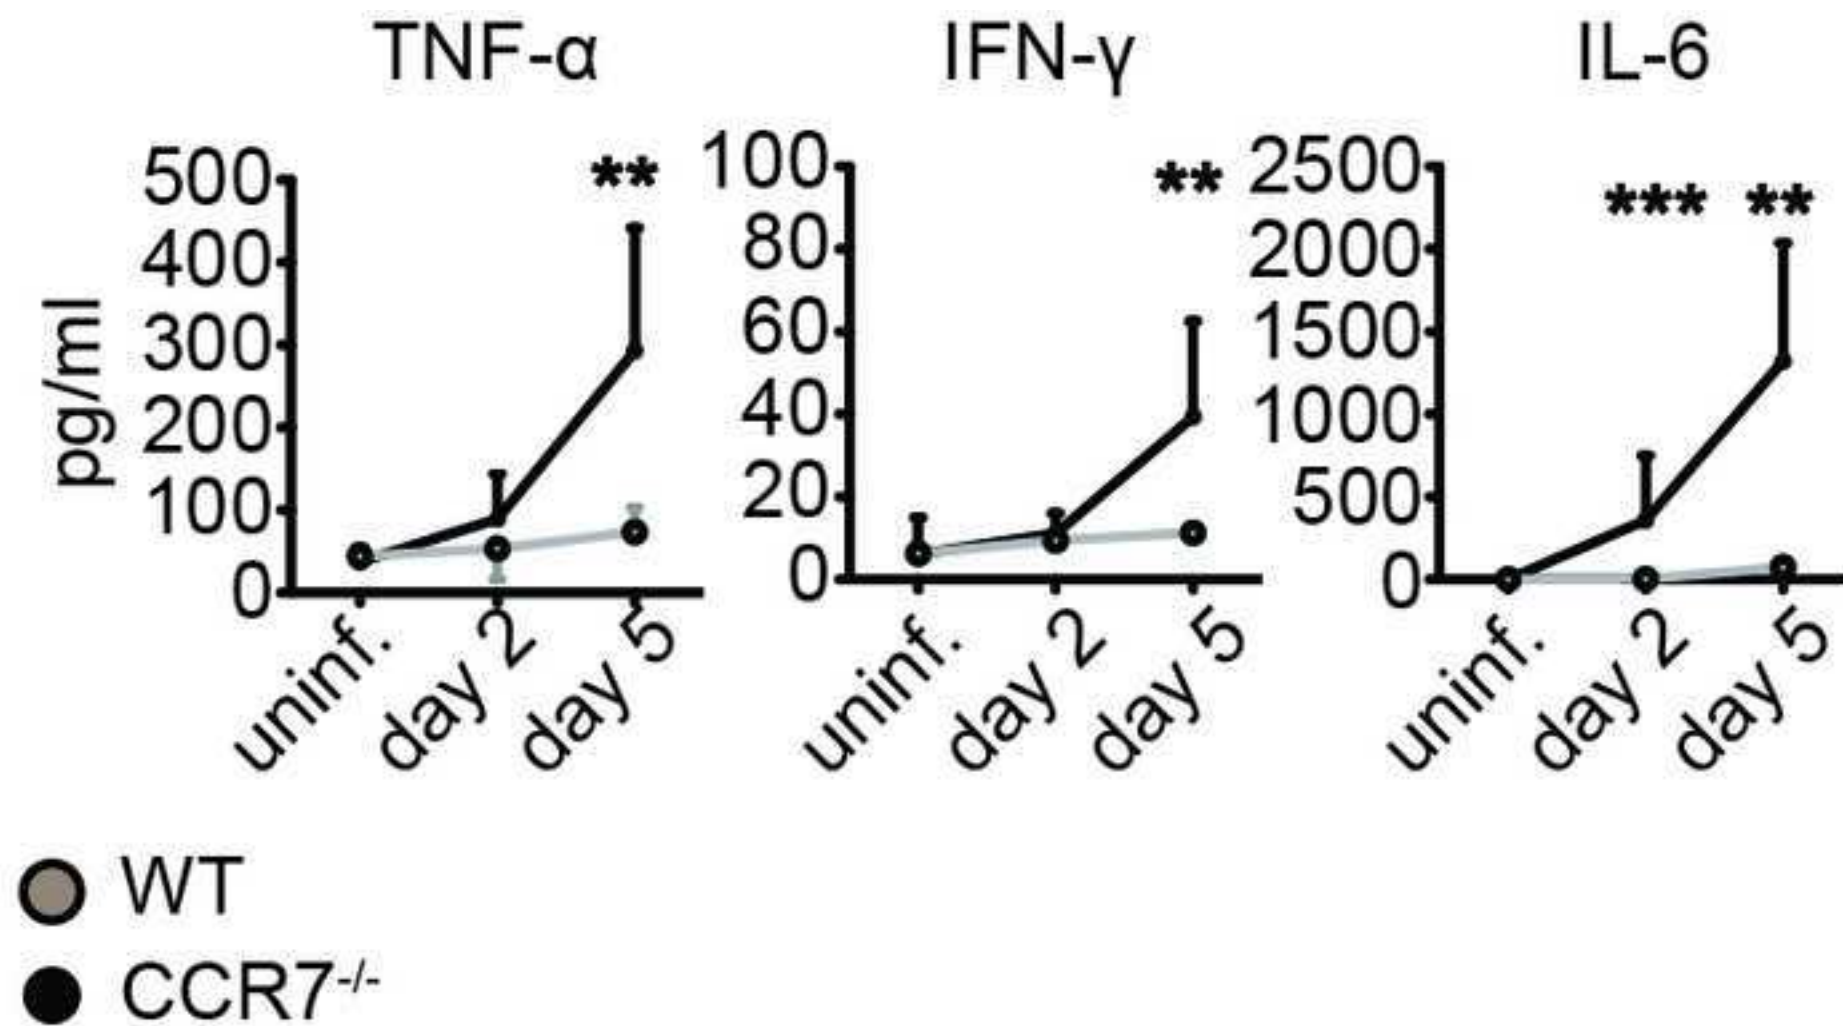 TNF-α
IFN-γ
IL-6
pg/ml
500
400
300
200
100
0
**
uninf.
day 2
day 5
100
80
60
40
20
0
**
uninf.
day 2
day 5
2500
2000
1500
1000
500
0
*** **
uninf.
day 2
day 5
WT
CCR7-/-